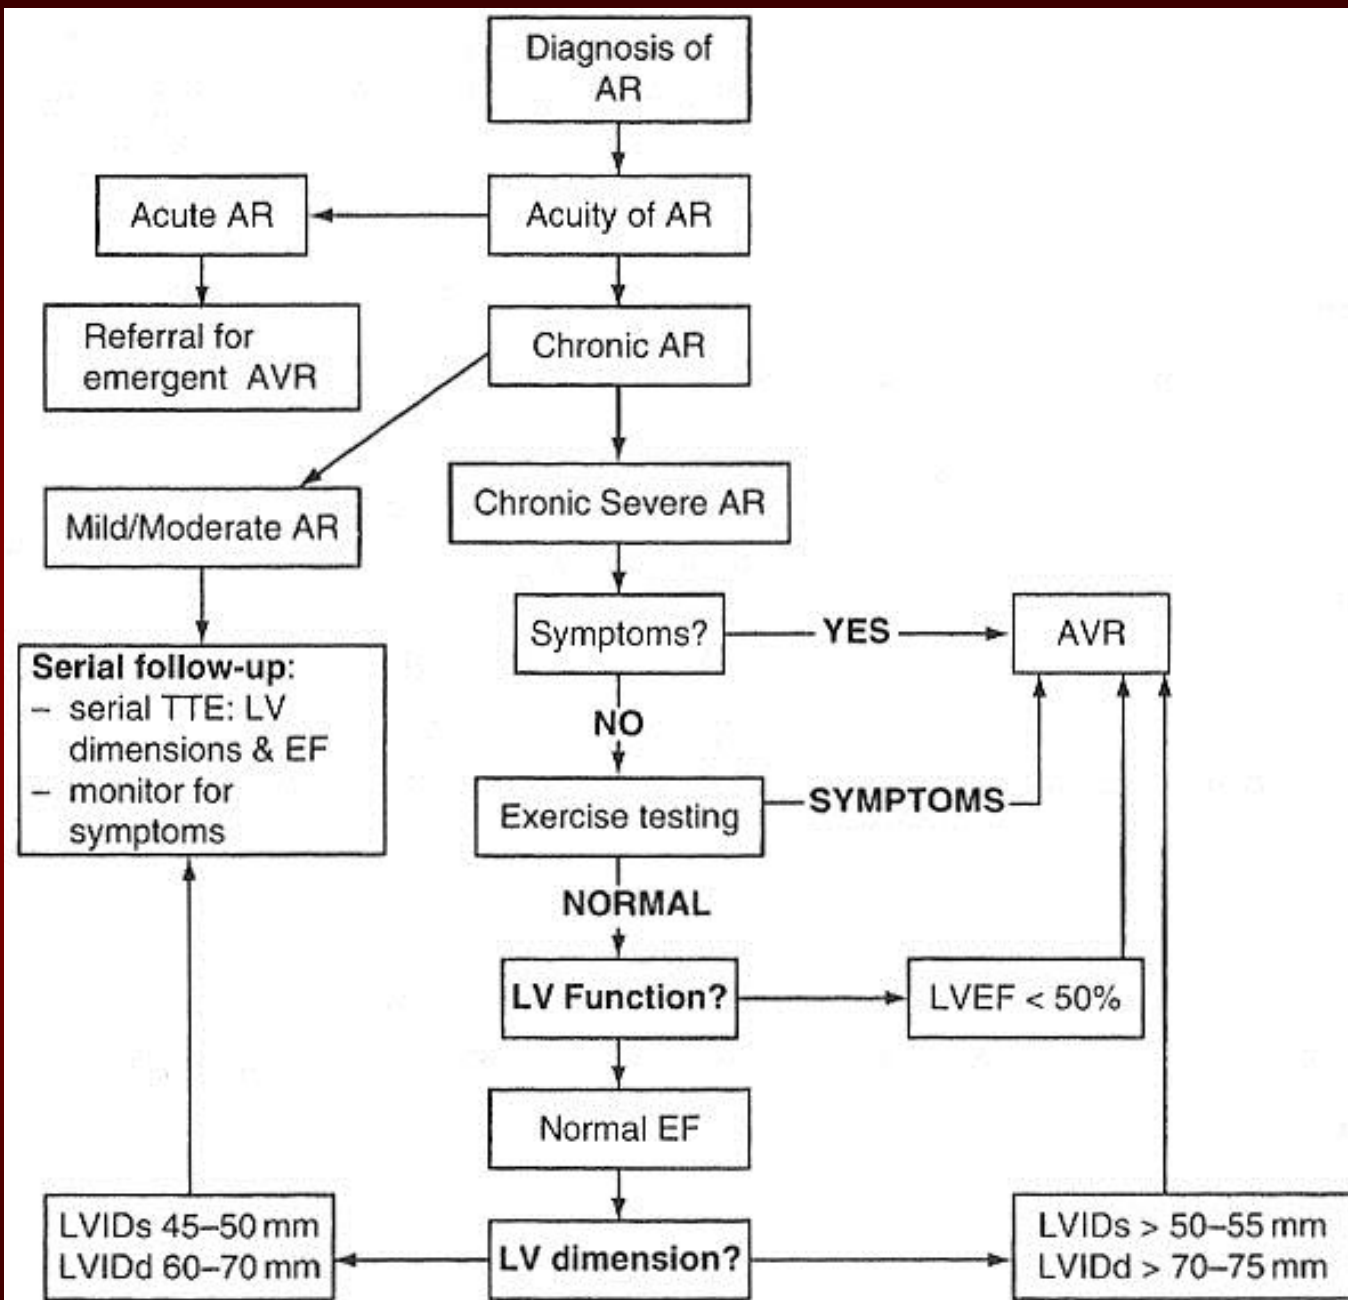 Diagnosis of
AR
Acute AR
Acuity of AR
Referral for
emergent AVR
Chronic AR
Mild/Moderate AR
Chronic Severe AR
Serial follow-up:
– serial TTE: LV
dimensions & EF
– monitor for
symptoms
Symptoms?
YES
AVR
NO
Exercise testing
SYMPTOMS
NORMAL
LV Function?
LVEF < 50%
Normal EF
LVIDs 45–50 mm
LVIDd 60–70 mm
LV dimension?
LVIDs > 50–55 mm
LVIDd > 70–75 mm